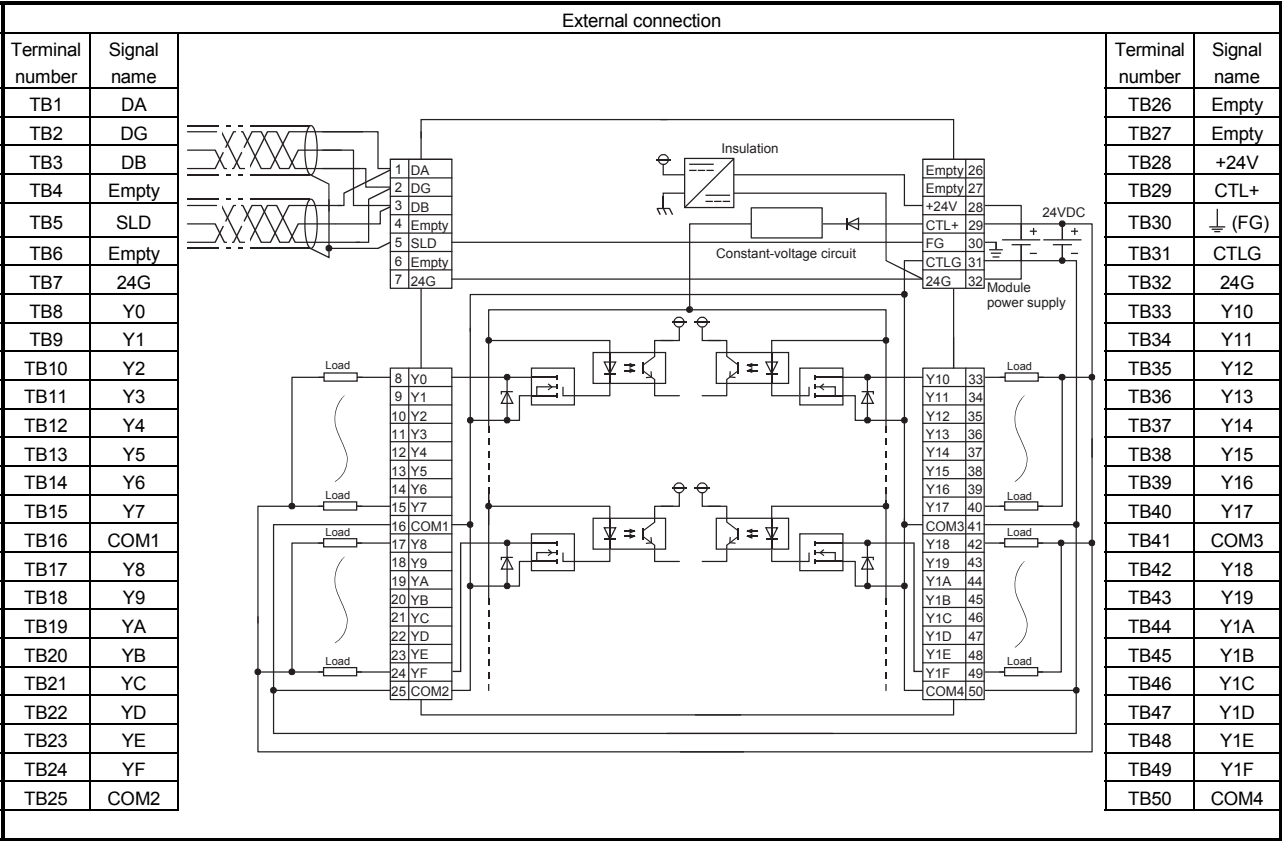 External connection
Terminal number Signal name
TB1 DA
TB2 DG
TB3 DB
TB4 Empty
TB5 SLD
TB6 Empty
TB7 24G
TB8 Y0
TB9 Y1
TB10 Y2
TB11 Y3
TB12 Y4
TB13 Y5
TB14 Y6
TB15 Y7
TB16 COM1
TB17 Y8
TB18 Y9
TB19 YA
TB20 YB
TB21 YC
TB22 YD
TB23 YE
TB24 YF
TB25 COM2
Insulation
Constant-voltage circuit
24VDC
+ +
– –
Module
power supply
1 DA
2 DG
3 DB
4 Empty
5 SLD
6 Empty
7 24G
Empty 26
Empty 27
+24V 28
CTL+ 29
FG 30
CTLG 31
24G 32
Load
Load
Load
Load
8 Y0
9 Y1
10 Y2
11 Y3
12 Y4
13 Y5
14 Y6
15 Y7
16 COM1
17 Y8
18 Y9
19 YA
20 YB
21 YC
22 YD
23 YE
24 YF
25 COM2
Y10 33
Y11 34
Y12 35
Y13 36
Y14 37
Y15 38
Y16 39
Y17 40
COM3 41
Y18 42
Y19 43
Y1A 44
Y1B 45
Y1C 46
Y1D 47
Y1E 48
Y1F 49
COM4 50
Load
Load
Load
Load
Terminal number Signal name
TB26 Empty
TB27 Empty
TB28 +24V
TB29 CTL+
TB30 (FG)
TB31 CTLG
TB32 24G
TB33 Y10
TB34 Y11
TB35 Y12
TB36 Y13
TB37 Y14
TB38 Y15
TB39 Y16
TB40 Y17
TB41 COM3
TB42 Y18
TB43 Y19
TB44 Y1A
TB45 Y1B
TB46 Y1C
TB47 Y1D
TB48 Y1E
TB49 Y1F
TB50 COM4